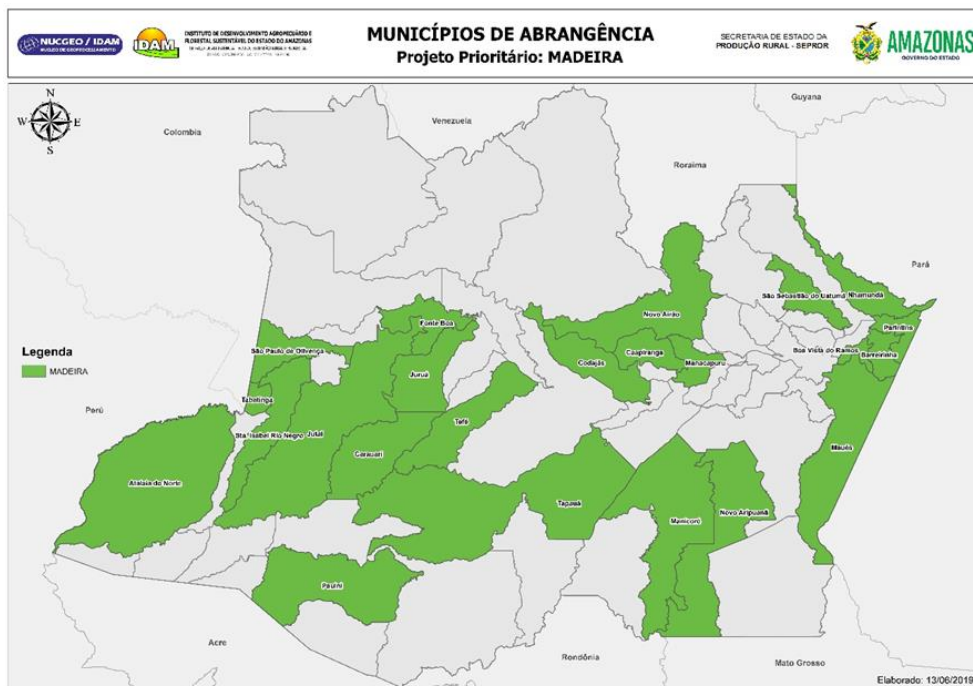 NUCGEO / IDAM
NÚCLEO DE GEOPROCESSAMENTO
IDAM
INSTITUTO DE DESENVOLVIMENTO AGROPECUÁRIO E
FLORESTAL SUSTENTÁVEL DO ESTADO DO AMAZONAS
MUNICÍPIOS DE ABRANGÊNCIA
Projeto Prioritário: MADEIRA
SECRETARIA DE ESTADO DA
PRODUÇÃO RURAL - SEPROR
AMAZONAS
GOVERNO DO ESTADO
N
W
E
S
Colombia
Venezuela
Guyana
Roraima
Pará
São Sebastião do Uatumã
Nhamundá
Novo Airão
Fonte Boa
Parintins
São Paulo de Olivença
Boa Vista do Ramos
Barreirinha
Codajás
Caapiranga
Manacapuru
Legenda
MADEIRA
Juruá
Tabatinga
Perú
Sta. Isabel Rio Negro
Jutaí
Tefé
Carauari
Maués
Atalaia do Norte
Tapauá
Manicoré
Novo Aripuanã
Pauini
Acre
Rondônia
Mato Grosso
Elaborado: 13/06/2019